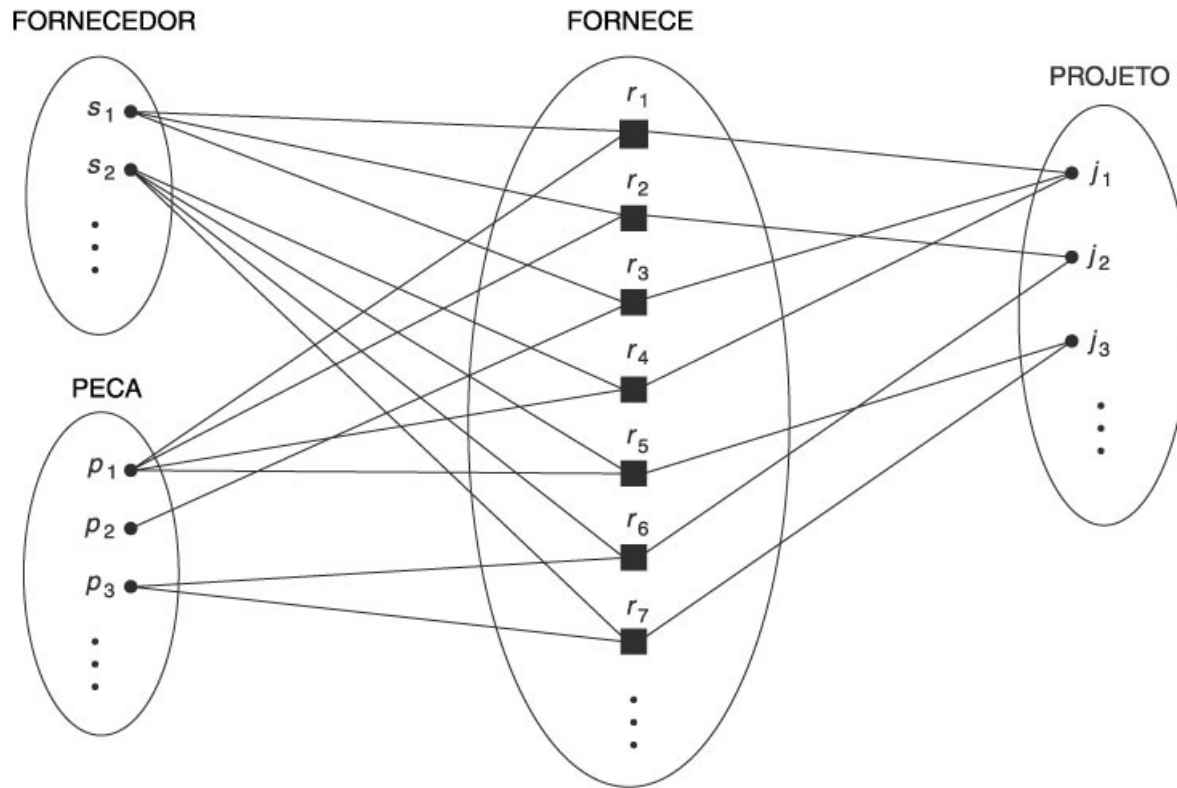 FORNECEDOR
s1
s2
PECA
p1
p2
p3
FORNECE
r1
r2
r3
r4
r5
r6
r7
PROJETO
j1
j2
j3